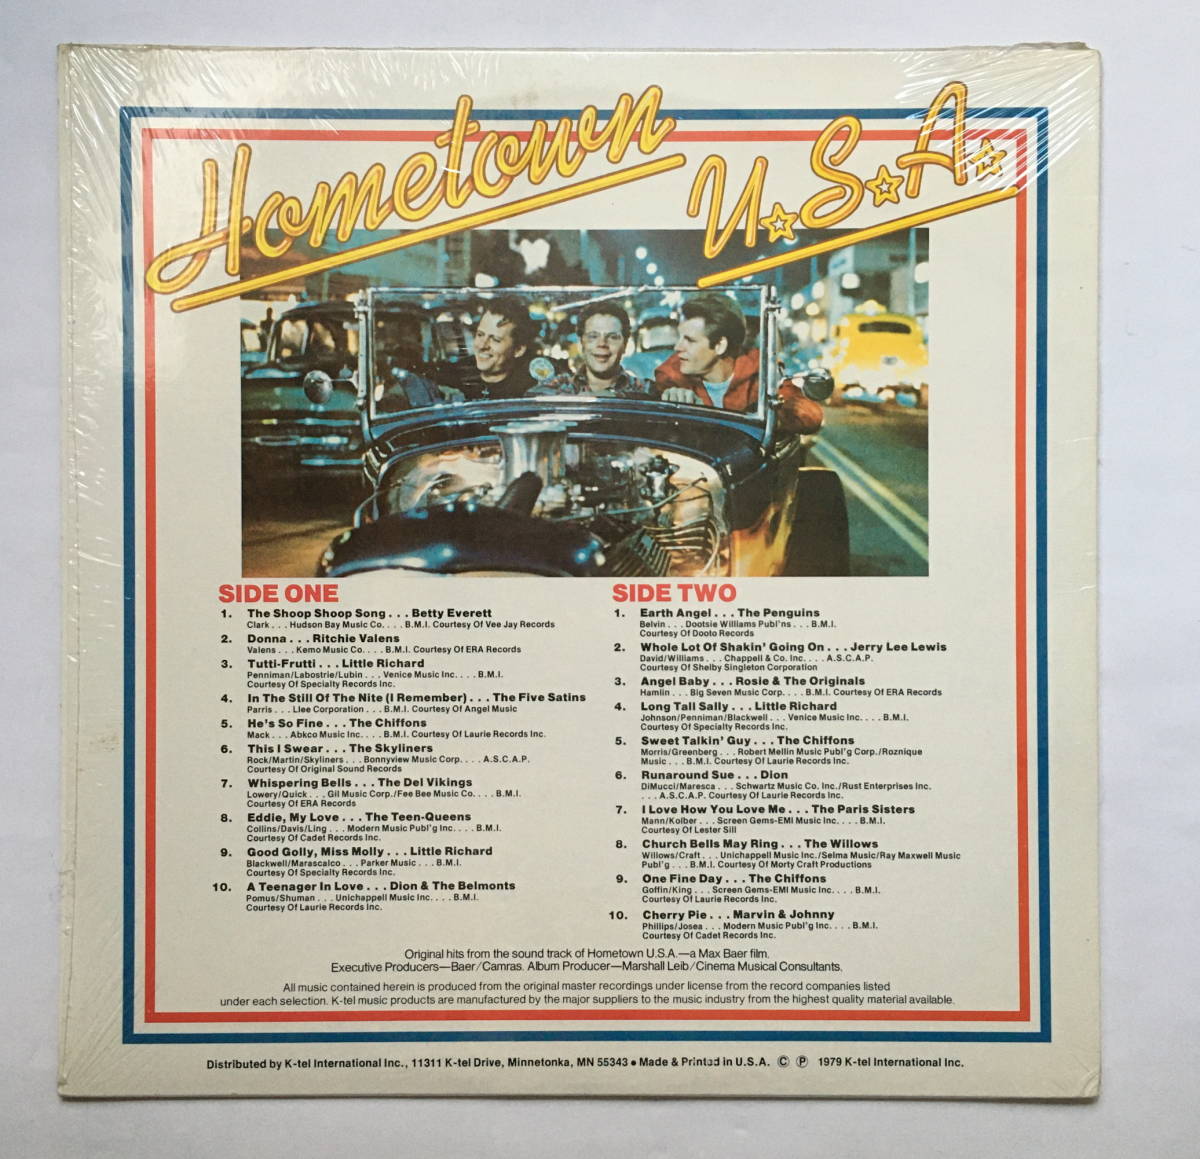 Hometown U.S.A.
SIDE ONE
1. The Shoop Shoop Song . . . Betty Everett
Clark . . . Hudson Bay Music Co. . . . B.M.I. Courtesy Of Vee Jay Records
2. Donna . . . Ritchie Valens
Valens . . . Kemo Music Co. . . . B.M.I. Courtesy Of ERA Records
3. Tutti-Frutti . . . Little Richard
Penniman/Labostrie/Lubin . . . Venice Music Inc. . . . B.M.I.
Courtesy Of Specialty Records Inc.
4. In The Still Of The Nite (I Remember) . . . The Five Satins
Parris . . . Llee Corporation . . . B.M.I. Courtesy Of Angel Music
5. He's So Fine . . . The Chiffons
Mack . . . Abkco Music Inc. . . . B.M.I. Courtesy Of Laurie Records Inc.
6. This I Swear . . . The Skyliners
Rock/Martin/Skyliners . . . Bonnyview Music Corp. . . . A.S.C.A.P.
Courtesy Of Original Sound Records
7. Whispering Bells . . . The Del Vikings
Lowery/Quick . . . Gil Music Corp./Fee Bee Music Co. . . . B.M.I.
Courtesy Of ERA Records
8. Eddie, My Love . . . The Teen-Queens
Collins/Davis/Ling . . . Modern Music Publ'g Inc. . . . B.M.I.
Courtesy Of Cadet Records Inc.
9. Good Golly, Miss Molly . . . Little Richard
Blackwell/Marascalco . . . Parker Music . . . B.M.I.
Courtesy Of Specialty Records Inc.
10. A Teenager In Love . . . Dion & The Belmonts
Pomus/Shuman . . . Unichappell Music Inc. . . . B.M.I.
Courtesy Of Laurie Records Inc.
SIDE TWO
1. Earth Angel . . . The Penguins
Belvin . . . Dootsie Williams Publ'ns . . . B.M.I.
Courtesy Of Dooto Records
2. Whole Lot Of Shakin' Going On . . . Jerry Lee Lewis
David/Williams . . . Chappell & Co. Inc. . . . A.S.C.A.P.
Courtesy Of Shelby Singleton Corporation
3. Angel Baby . . . Rosie & The Originals
Hamlin . . . Big Seven Music Corp. . . . B.M.I. Courtesy Of ERA Records
4. Long Tall Sally . . . Little Richard
Johnson/Penniman/Blackwell . . . Venice Music Inc. . . . B.M.I.
Courtesy Of Specialty Records Inc.
5. Sweet Talkin' Guy . . . The Chiffons
Morris/Greenberg . . . Robert Mellin Music Publ'g Corp./Roznique
Music . . . B.M.I. Courtesy Of Laurie Records Inc.
6. Runaround Sue . . . Dion
DiMucci/Maresca . . . Schwartz Music Co. Inc./Rust Enterprises Inc.
. . . A.S.C.A.P. Courtesy Of Laurie Records Inc.
7. I Love How You Love Me . . . The Paris Sisters
Mann/Kolber . . . Screen Gems-EMI Music Inc. . . . B.M.I.
Courtesy Of Lester Sill
8. Church Bells May Ring . . . The Willows
Willows/Craft . . . Unichappell Music Inc./Selma Music/Ray Maxwell Music
Publ'g . . . B.M.I. Courtesy Of Morty Craft Productions
9. One Fine Day . . . The Chiffons
Goffin/King . . . Screen Gems-EMI Music Inc. . . . B.M.I.
Courtesy Of Laurie Records Inc.
10. Cherry Pie . . . Marvin & Johnny
Phillips/Josea . . . Modern Music Publ'g Inc. . . . B.M.I.
Courtesy Of Cadet Records Inc.
Original hits from the sound track of Hometown U.S.A.—a Max Baer film.
Executive Producers—Baer/Camras. Album Producer—Marshall Leib/Cinema Musical Consultants.
All music contained herein is produced from the original master recordings under license from the record companies listed
under each selection. K-tel music products are manufactured by the major suppliers to the music industry from the highest quality material available.
Distributed by K-tel International Inc., 11311 K-tel Drive, Minnetonka, MN 55343 • Made & Printed in U.S.A. © ℗ 1979 K-tel International Inc.